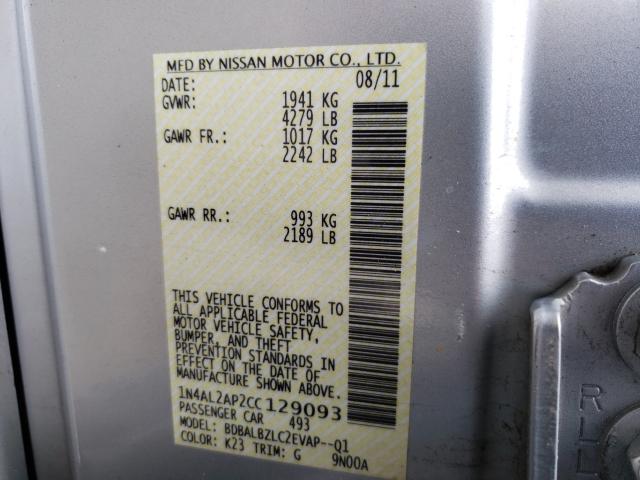 MFD BY NISSAN MOTOR CO., LTD.
DATE: 08/11
GVWR: 1941 KG
4279 LB
GAWR FR.: 1017 KG
2242 LB
GAWR RR.: 993 KG
2189 LB
THIS VEHICLE CONFORMS TO
ALL APPLICABLE FEDERAL
MOTOR VEHICLE SAFETY,
BUMPER, AND THEFT
PREVENTION STANDARDS IN
EFFECT ON THE DATE OF
MANUFACTURE SHOWN ABOVE.
1N4AL2AP2CC129093
PASSENGER CAR 493
MODEL: BDBALBZLC2EVAP--Q1
COLOR: K23 TRIM: G 9N00A